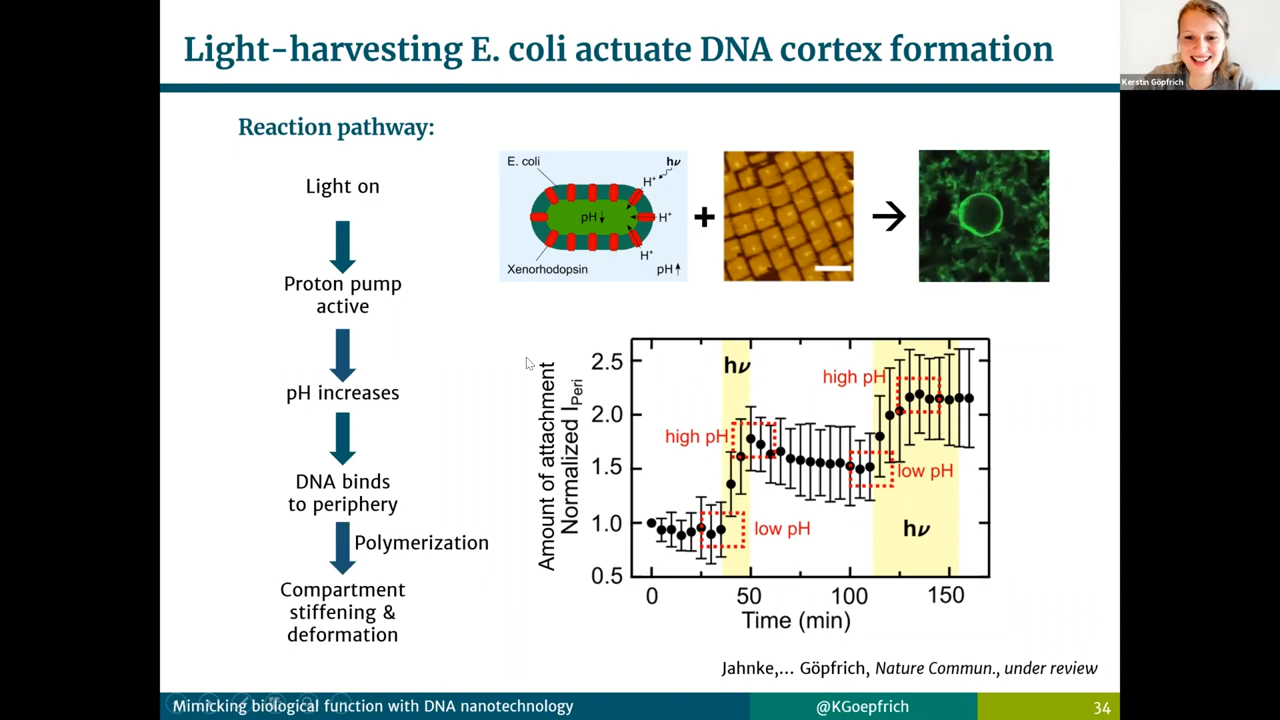 Light-harvesting E. coli actuate DNA cortex formation
Kerstin Göpfrich
Reaction pathway:
Light on
Proton pump
active
pH increases
DNA binds
to periphery
Polymerization
Compartment
stiffening &
deformation
E. coli
hν
H⁺
pH↓
H⁺
H⁺
Xenorhodopsin
pH↑
+
Amount of attachment
Normalized I_Peri
2.5
2.0
1.5
1.0
0.5
hν
high pH
high pH
low pH
low pH
hν
0 50 100 150
Time (min)
Jahnke,... Göpfrich, Nature Commun., under review
Mimicking biological function with DNA nanotechnology
@KGoepfrich
34